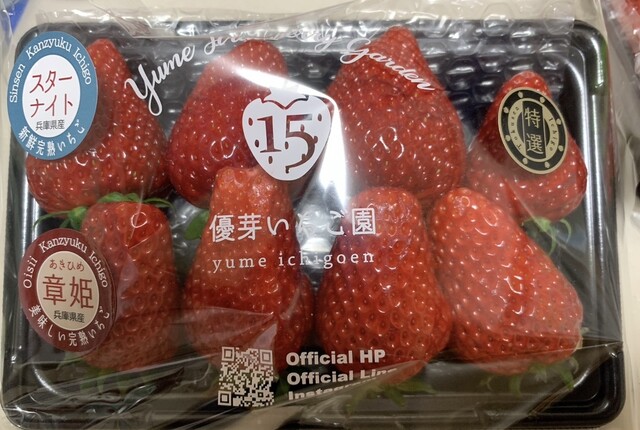 Yume Strawberry Garden
Sinsen Kanzyuku Ichigo
スター
ナイト
兵庫県産
新鮮完熟いちご
15
特選
優芽いちご園
yume ichigoen
Oisii Kanzyuku Ichigo
あきひめ
章姫
兵庫県産
美味しい完熟いちご
Official HP
Official Line